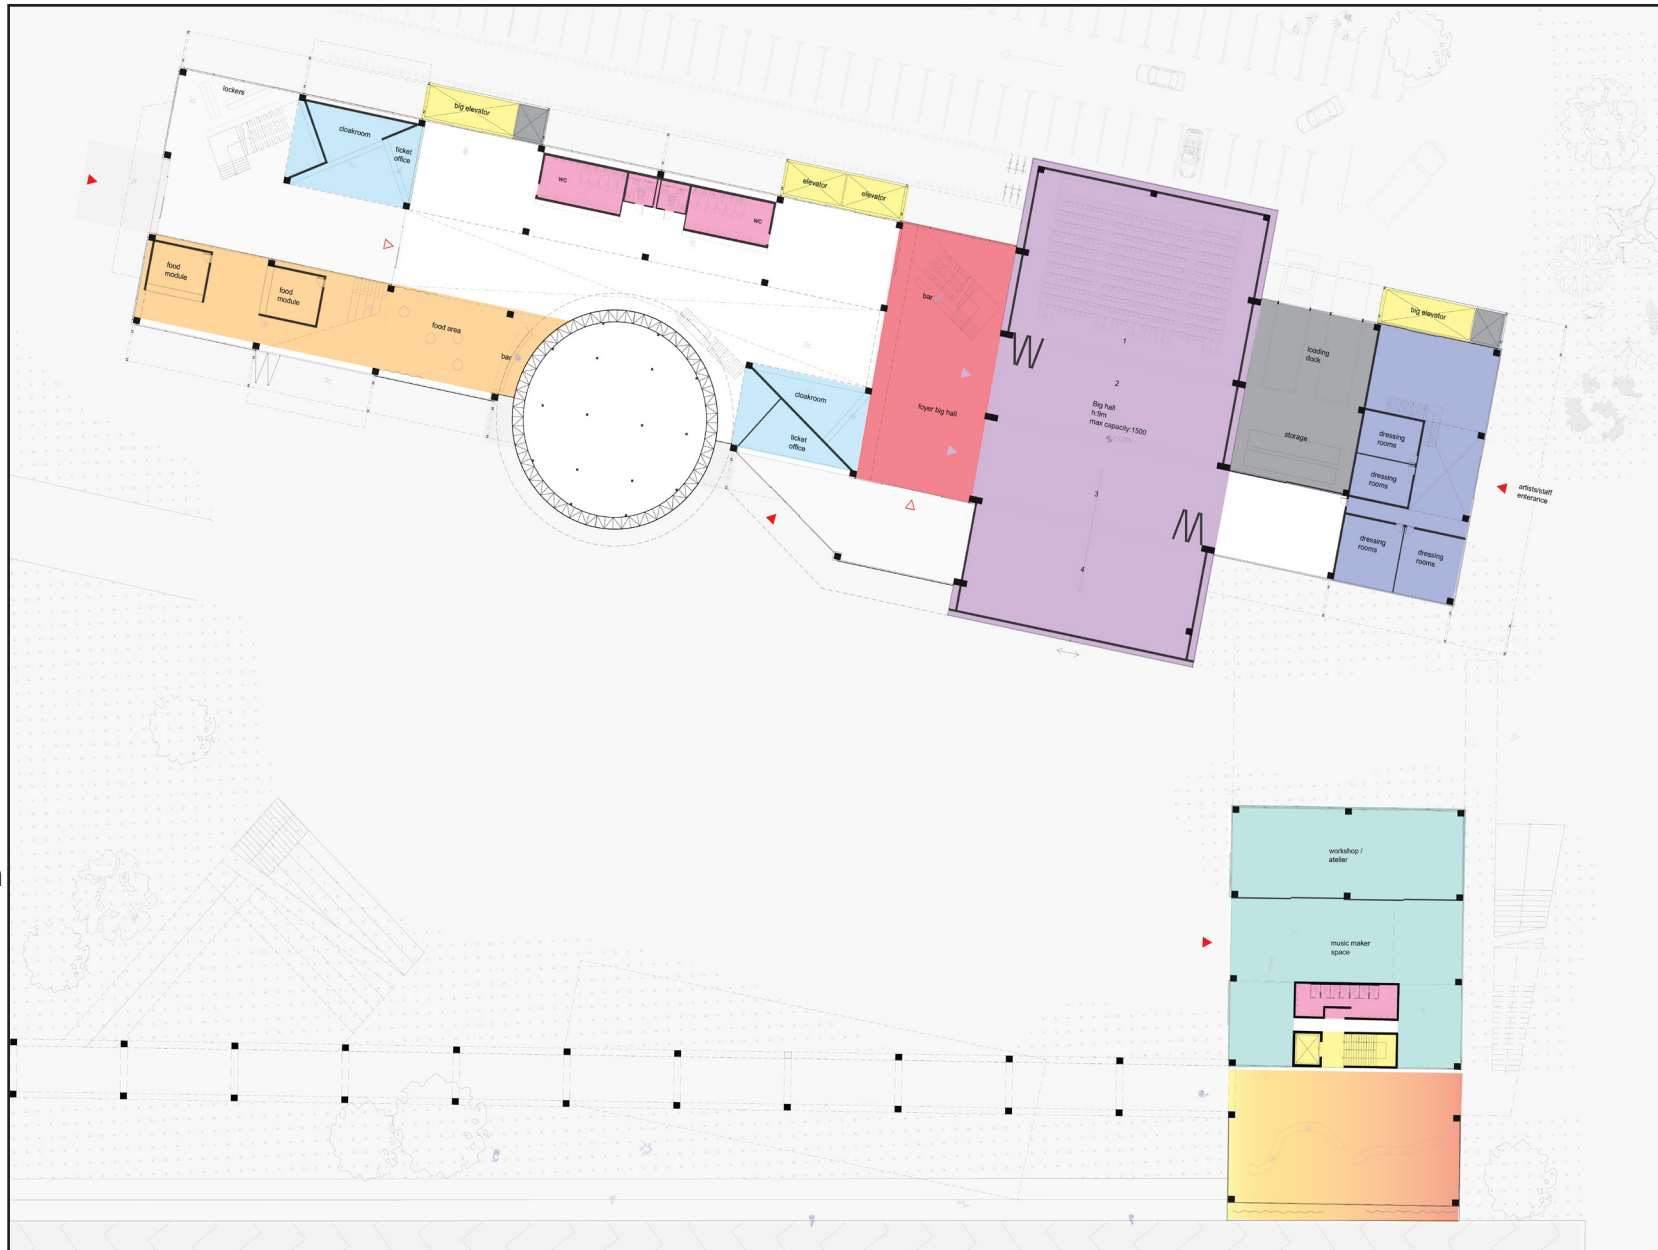 lockers
cloakroom
ticket
office
big elevator
wc
wc
elevator
elevator
food
module
food
module
food area
bar
cloakroom
ticket
office
bar
foyer big hall
1
2
Big hall
h:9m
max capacity:1500
3
4
loading
dock
storage
big elevator
dressing
rooms
dressing
rooms
dressing
rooms
dressing
rooms
artists/staff
enterance
workshop /
atelier
music maker
space